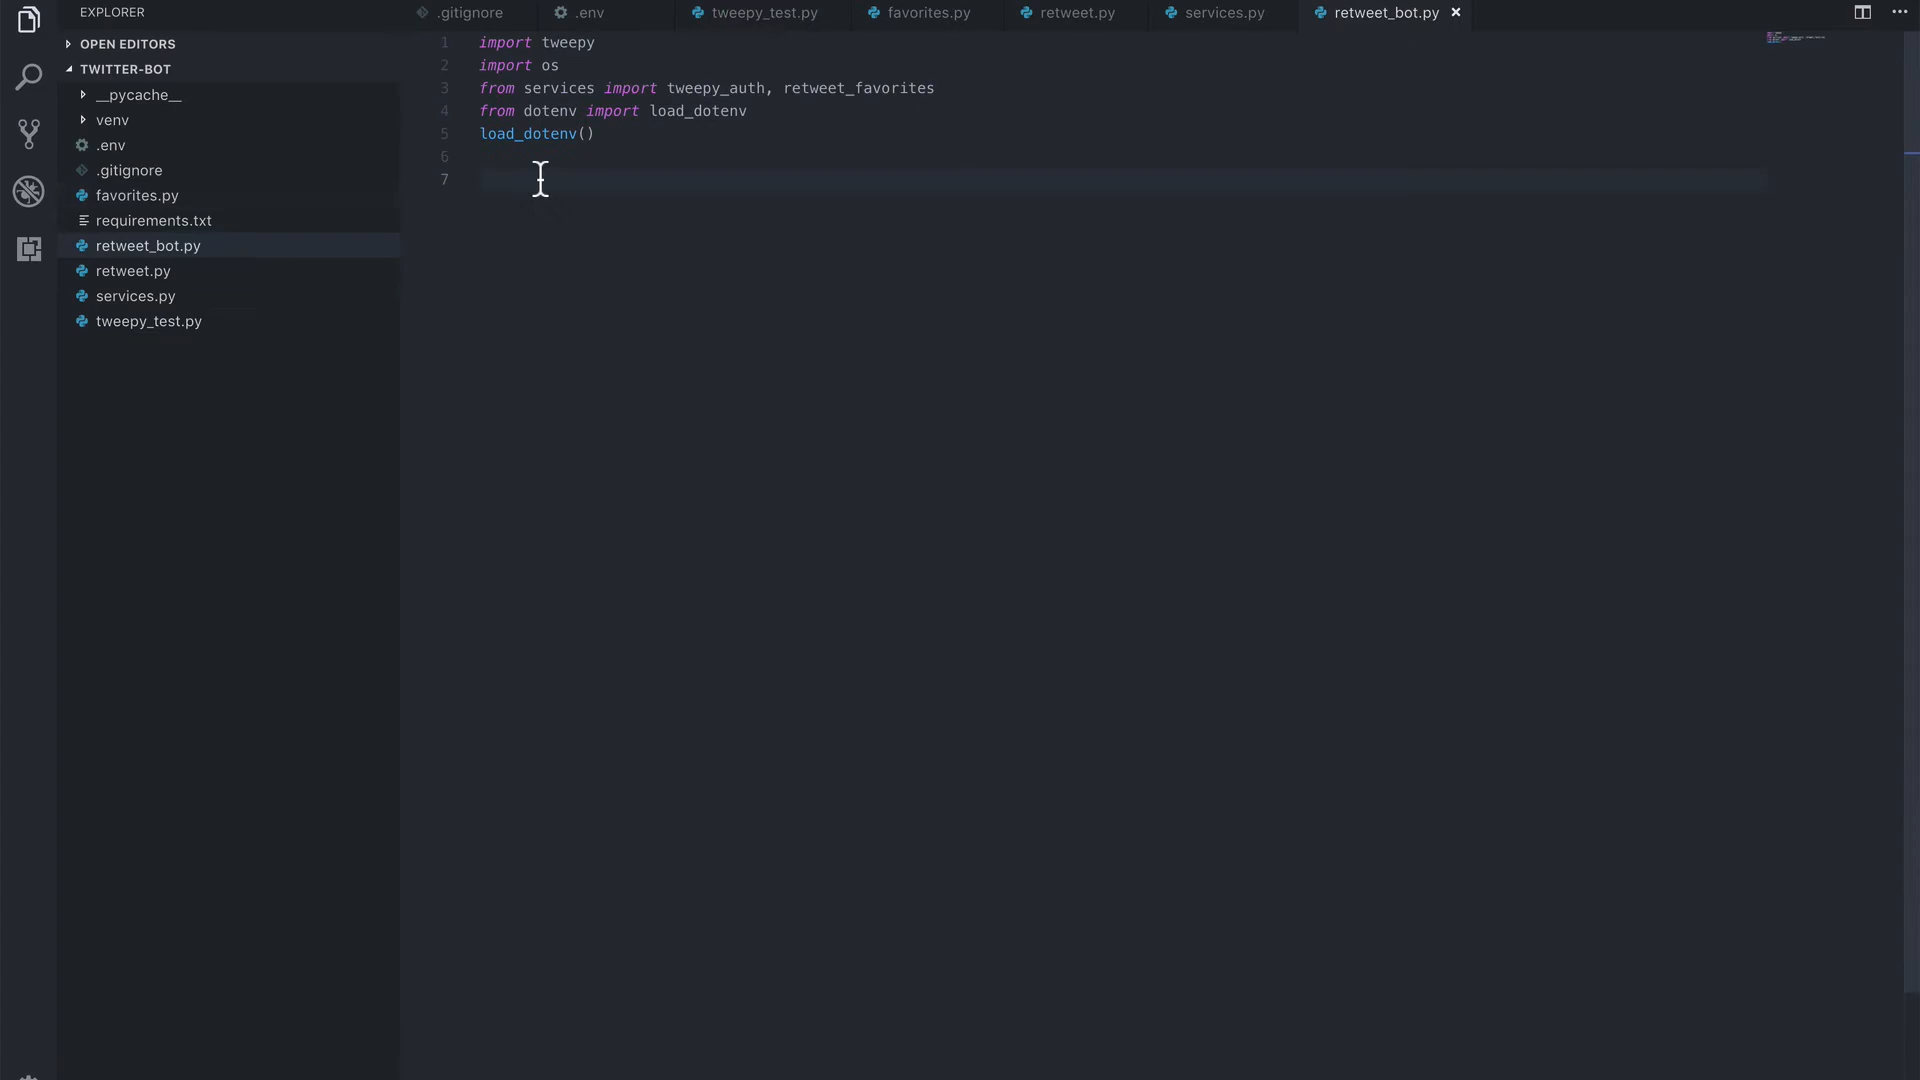 EXPLORER
OPEN EDITORS
TWITTER-BOT
__pycache__
venv
.env
.gitignore
favorites.py
requirements.txt
retweet_bot.py
retweet.py
services.py
tweepy_test.py
.gitignore .env tweepy_test.py favorites.py retweet.py services.py retweet_bot.py
1 import tweepy
2 import os
3 from services import tweepy_auth, retweet_favorites
4 from dotenv import load_dotenv
5 load_dotenv()
6
7